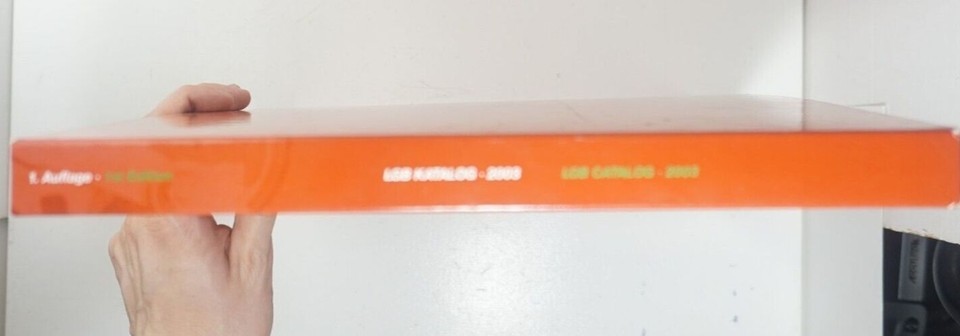 1. Auflage - 1st Edition LGB KATALOG - 2003 LGB CATALOG - 2003